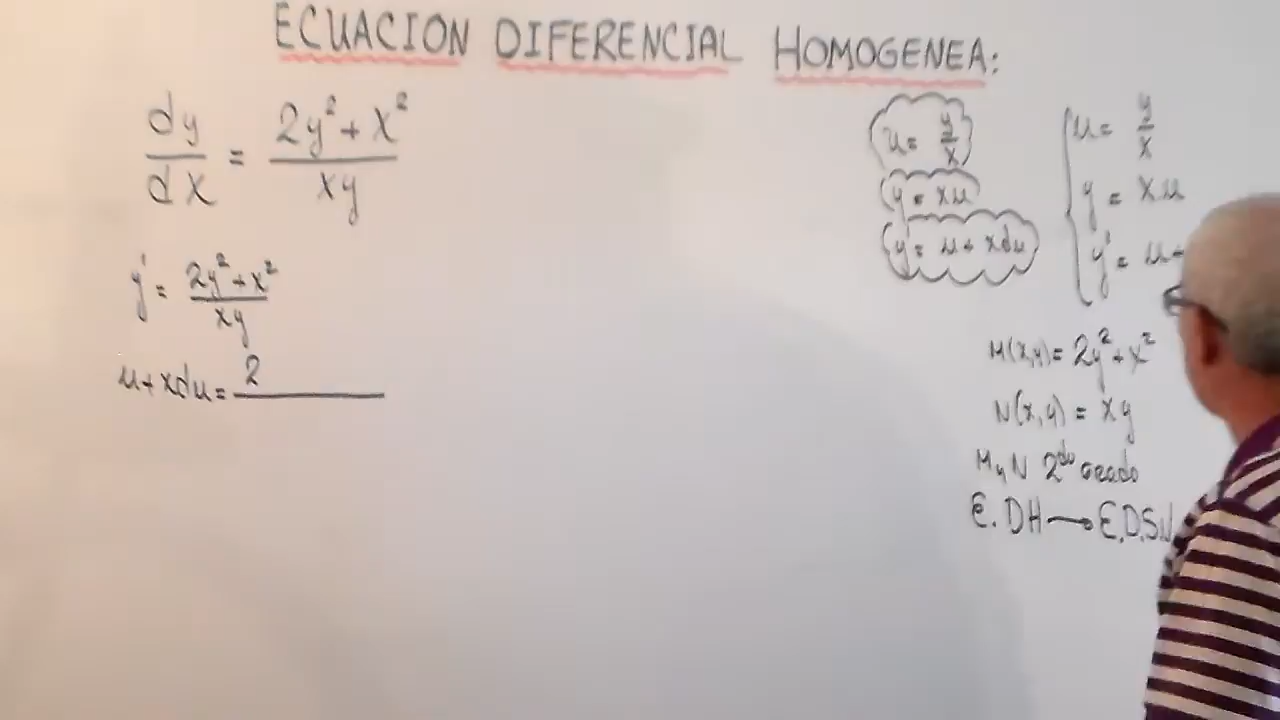 ECUACION DIFERENCIAL HOMOGENEA:
dy/dx = (2y²+x²)/(xy)
y' = (2y²+x²)/(xy)
u+xdu = 2
u = y/x
y = xu
y' = u+xdu
u = y/x
y = xu
y' = u+
M(x,y) = 2y²+x²
N(x,y) = xy
M y N 2do Grado
E.DH → E.D.S.V.